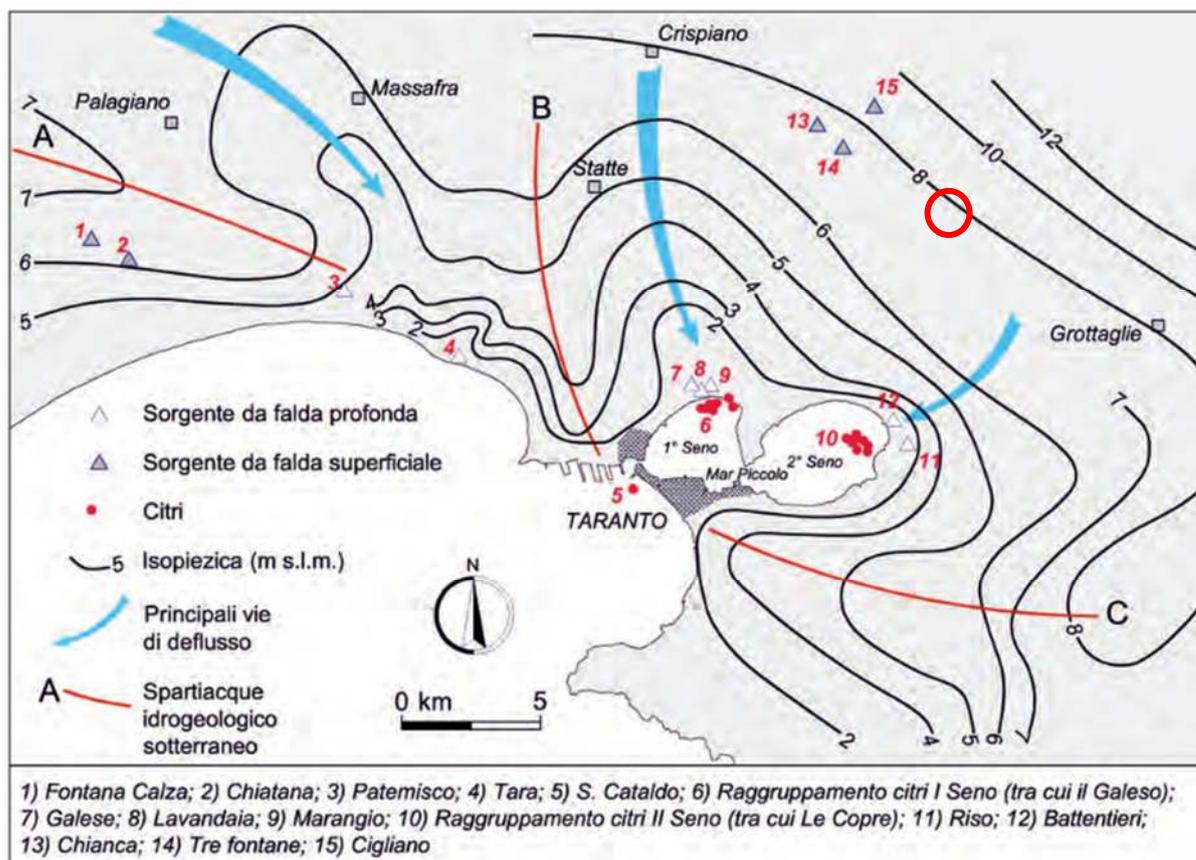 Crispiano
7
Palagiano
Massafra
B
15
13
14
10
12
A
Statte
8
7
1
2
6
5
6
3
5
4
4
3
2
3
2
Grottaglie
4
7
8
9
12
7
6
1° Seno
10
2° Seno
11
Mar Piccolo
5
TARANTO
8
C
2
4
5
6
7
Sorgente da falda profonda
Sorgente da falda superficiale
Citri
5 Isopiezica (m s.l.m.)
Principali vie
di deflusso
A Spartiacque
idrogeologico
sotterraneo
N
0 km 5
1) Fontana Calza; 2) Chiatana; 3) Patemisco; 4) Tara; 5) S. Cataldo; 6) Raggruppamento citri I Seno (tra cui il Galeso);
7) Galese; 8) Lavandaia; 9) Marangio; 10) Raggruppamento citri II Seno (tra cui Le Copre); 11) Riso; 12) Battentieri;
13) Chianca; 14) Tre fontane; 15) Cigliano